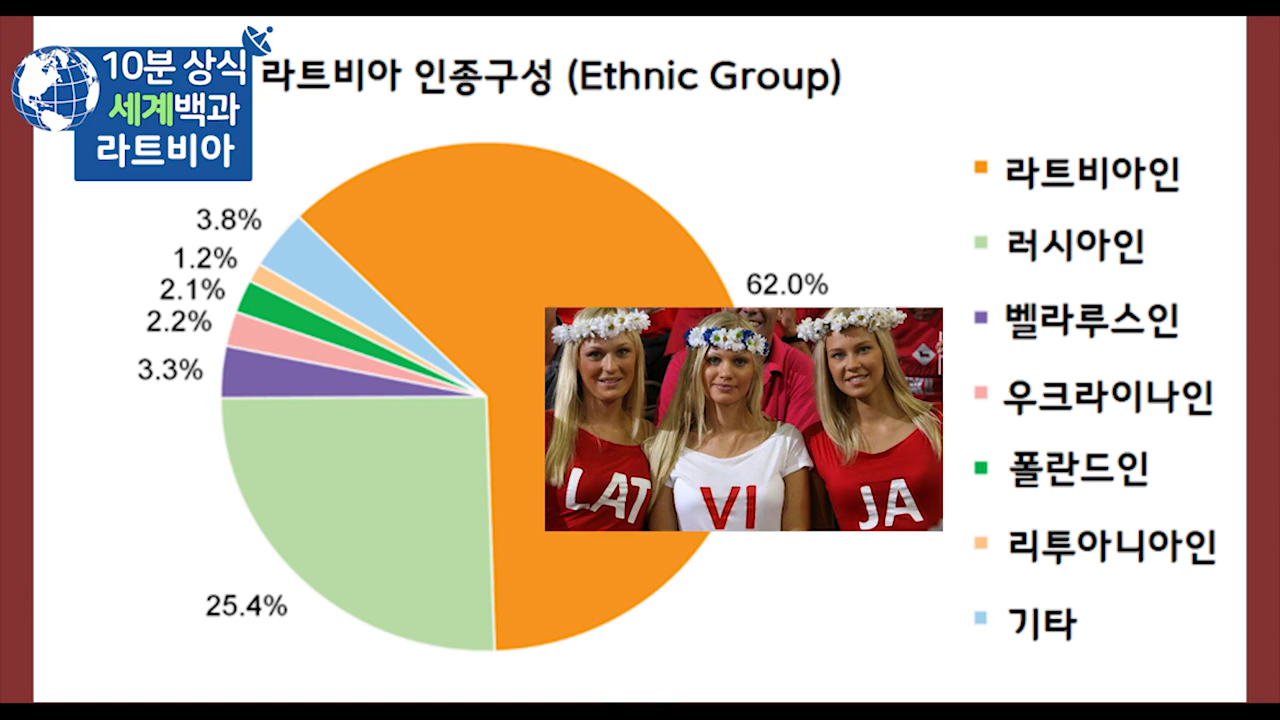 10분 상식
세계백과
라트비아
라트비아 인종구성 (Ethnic Group)
3.8%
1.2%
2.1%
2.2%
3.3%
25.4%
62.0%
LAT
VI
JA
라트비아인
러시아인
벨라루스인
우크라이나인
폴란드인
리투아니아인
기타